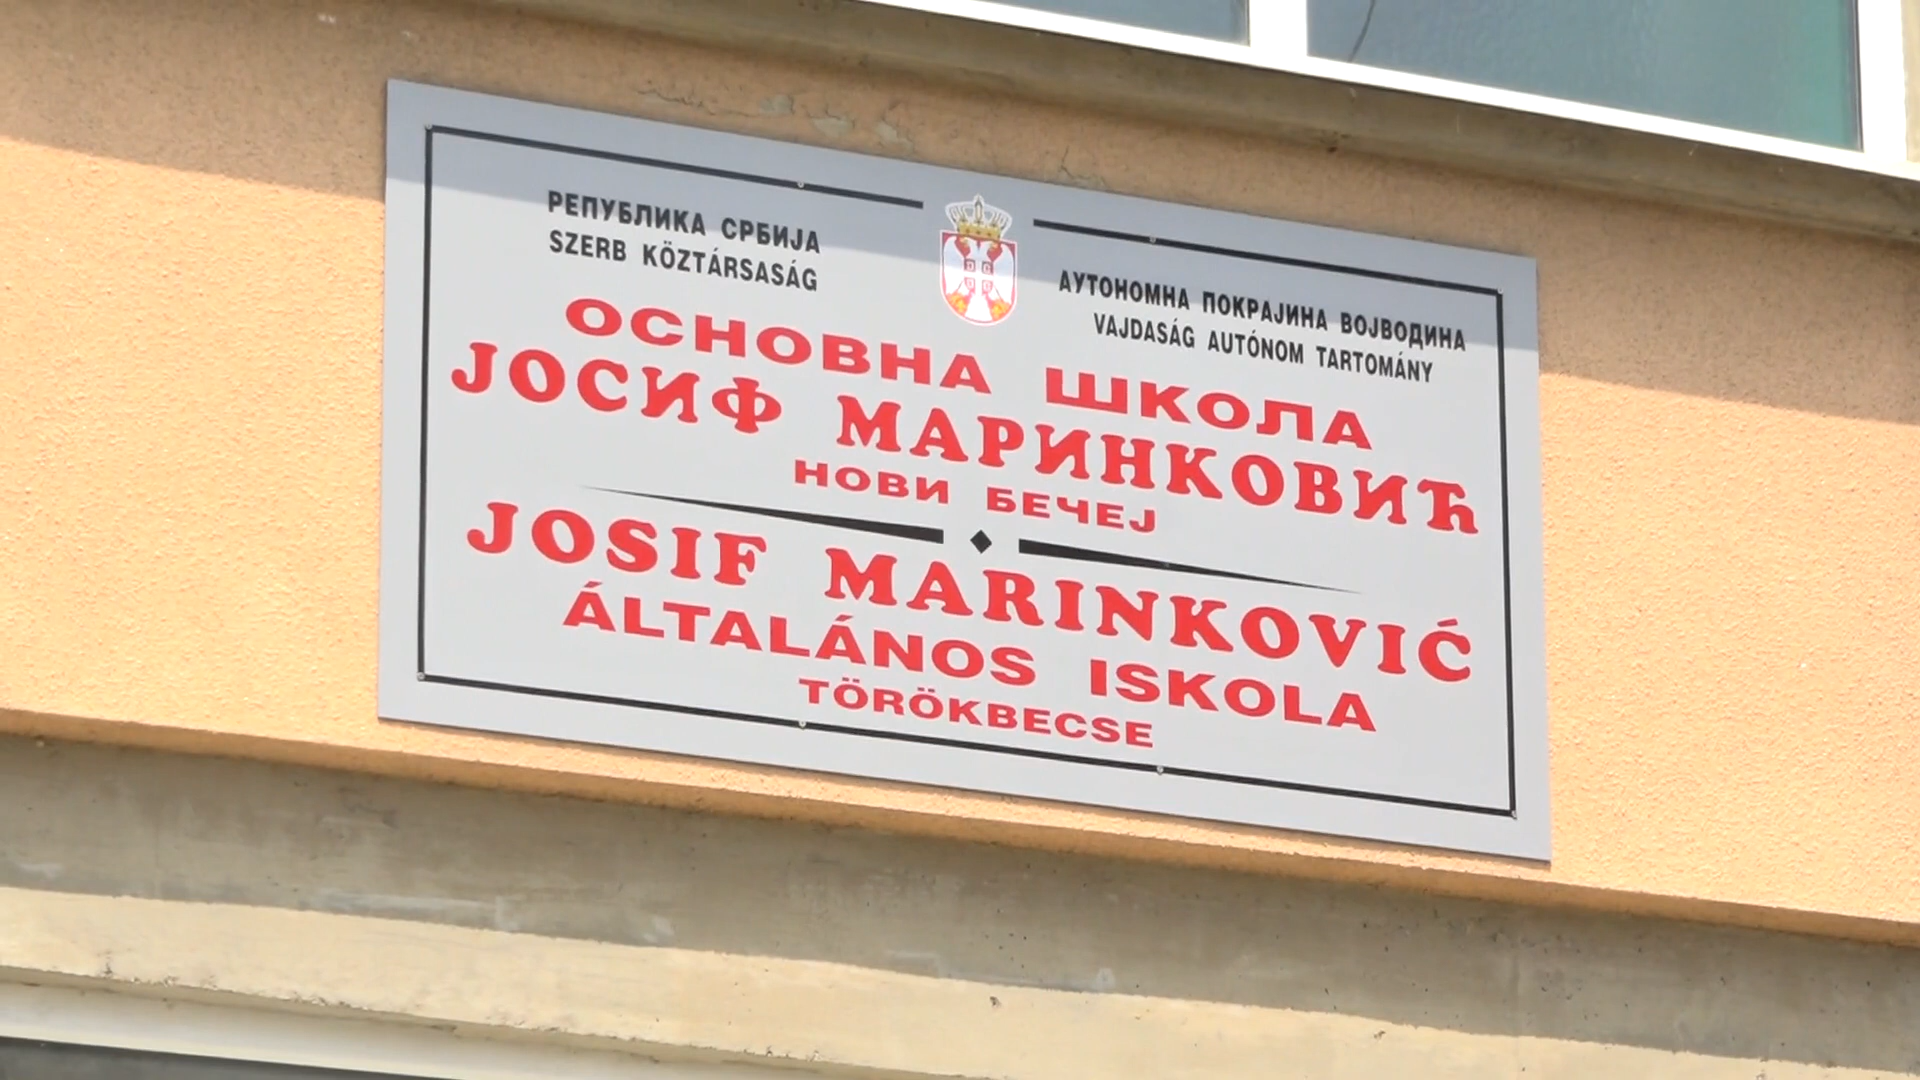 РЕПУБЛИКА СРБИЈА
SZERB KÖZTÁRSASÁG
АУТОНОМНА ПОКРАЈИНА ВОЈВОДИНА
VAJDASÁG AUTÓNOM TARTOMÁNY
ОСНОВНА ШКОЛА
ЈОСИФ МАРИНКОВИЋ
НОВИ БЕЧЕЈ
JOSIF MARINKOVIĆ
ÁLTALÁNOS ISKOLA
TÖRÖKBECSE